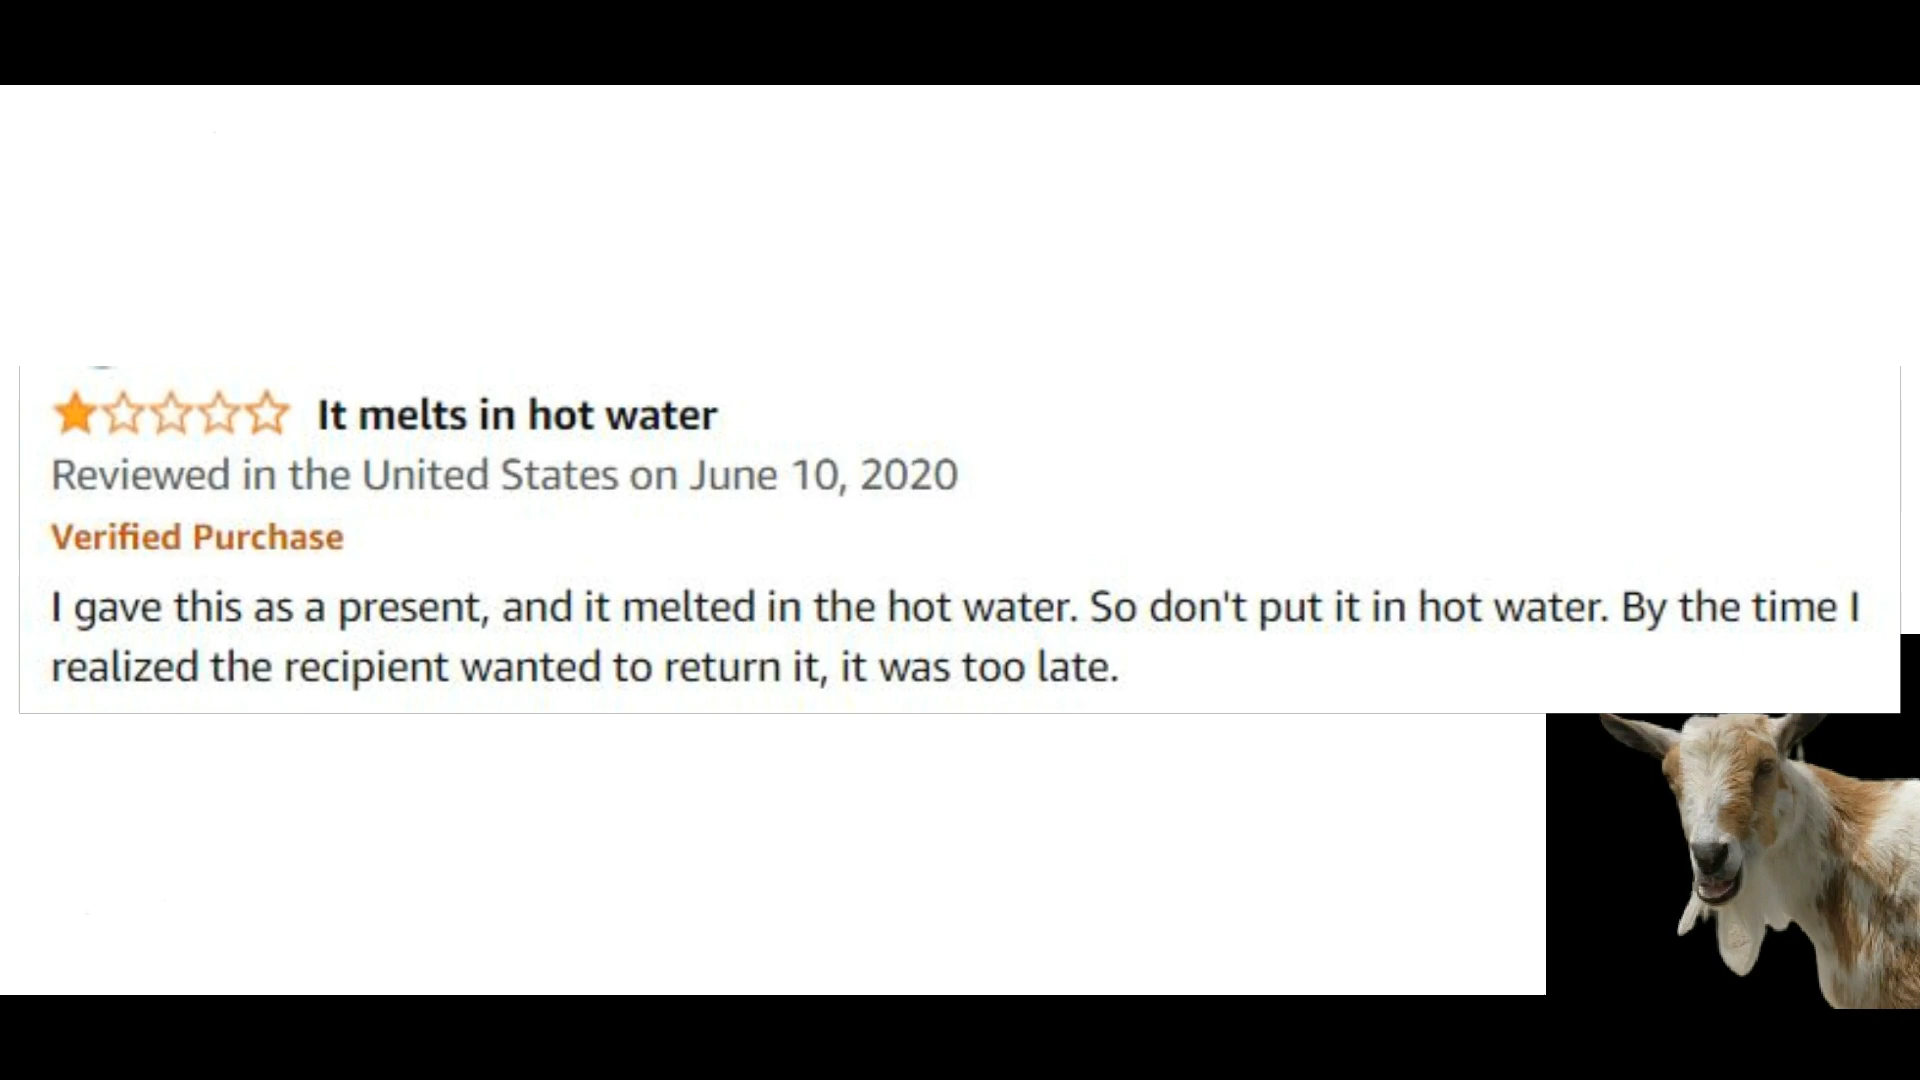 It melts in hot water
Reviewed in the United States on June 10, 2020
Verified Purchase
I gave this as a present, and it melted in the hot water. So don't put it in hot water. By the time I
realized the recipient wanted to return it, it was too late.